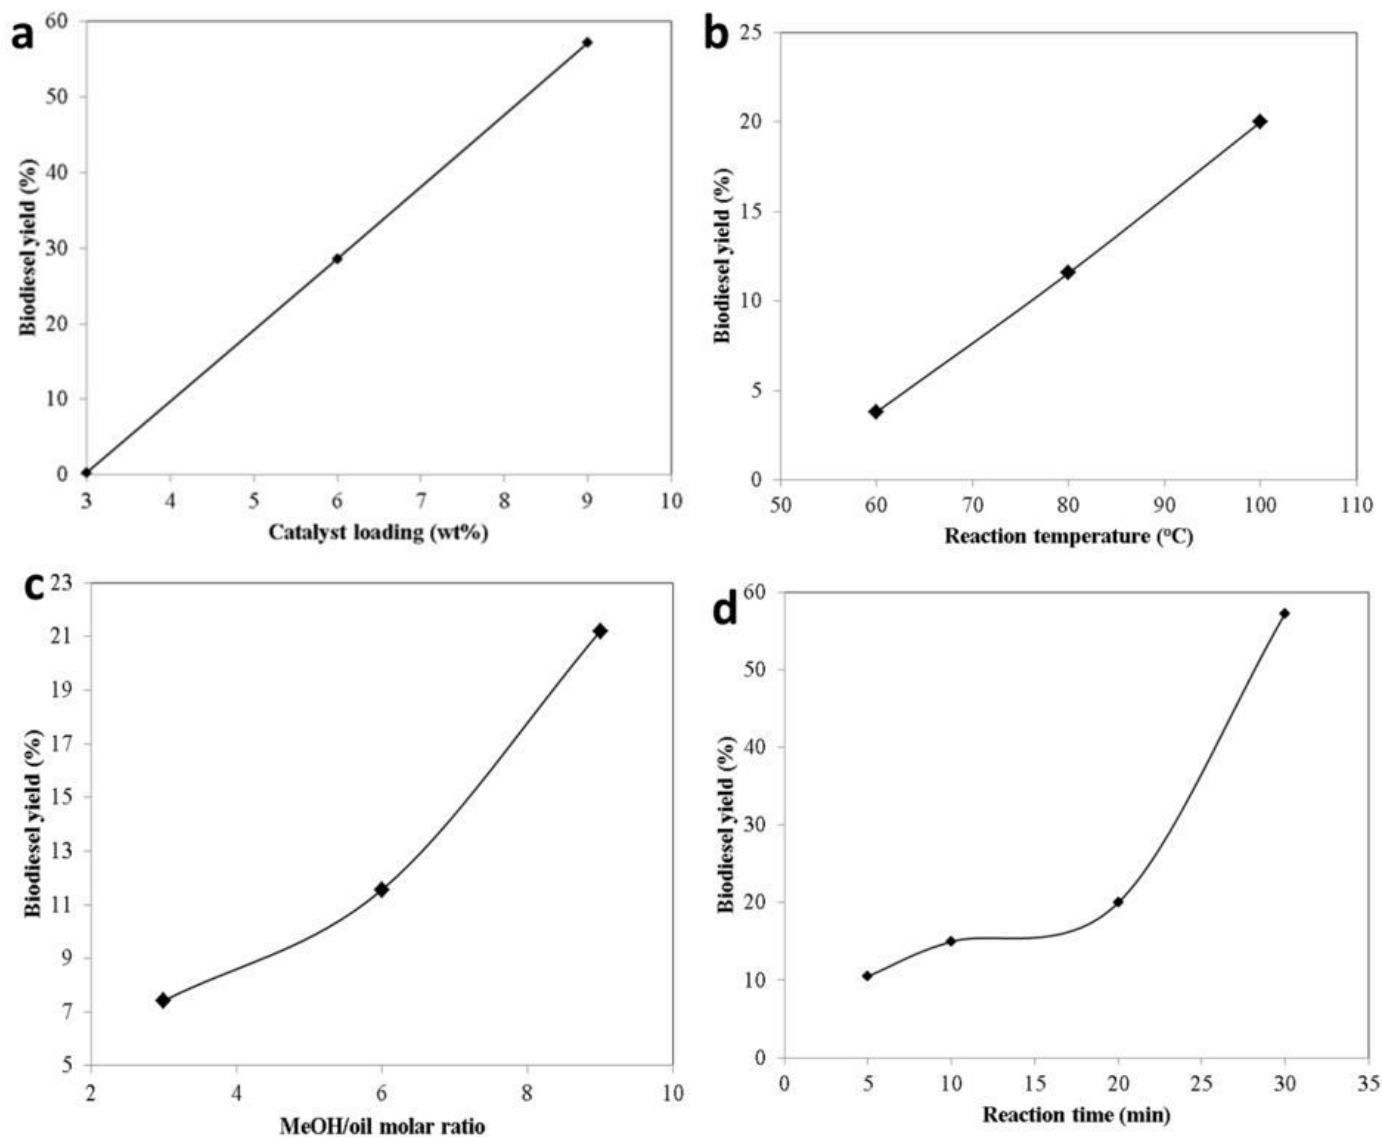 a
60
50
40
30
20
10
0
Biodiesel yield (%)
3 4 5 6 7 8 9 10
Catalyst loading (wt%)
b
25
20
15
10
5
0
Biodiesel yield (%)
50 60 70 80 90 100 110
Reaction temperature (ºC)
c
23
21
19
17
15
13
11
9
7
5
Biodiesel yield (%)
2 4 6 8 10
MeOH/oil molar ratio
d
60
50
40
30
20
10
0
Biodiesel yield (%)
0 5 10 15 20 25 30 35
Reaction time (min)